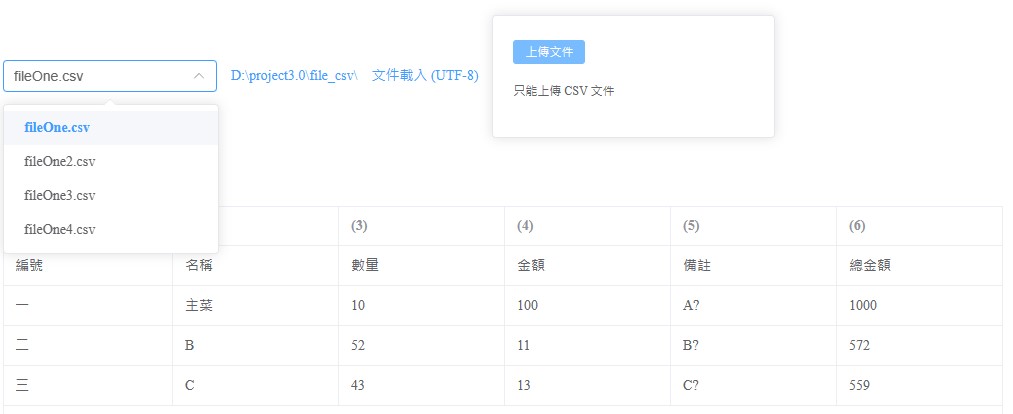 上傳文件
fileOne.csv D:\project3.0\file_csv\ 文件載入 (UTF-8)
只能上傳 CSV 文件
fileOne.csv
fileOne2.csv
fileOne3.csv
fileOne4.csv
(3) (4) (5) (6)
編號 名稱 數量 金額 備註 總金額
一 主菜 10 100 A? 1000
二 B 52 11 B? 572
三 C 43 13 C? 559